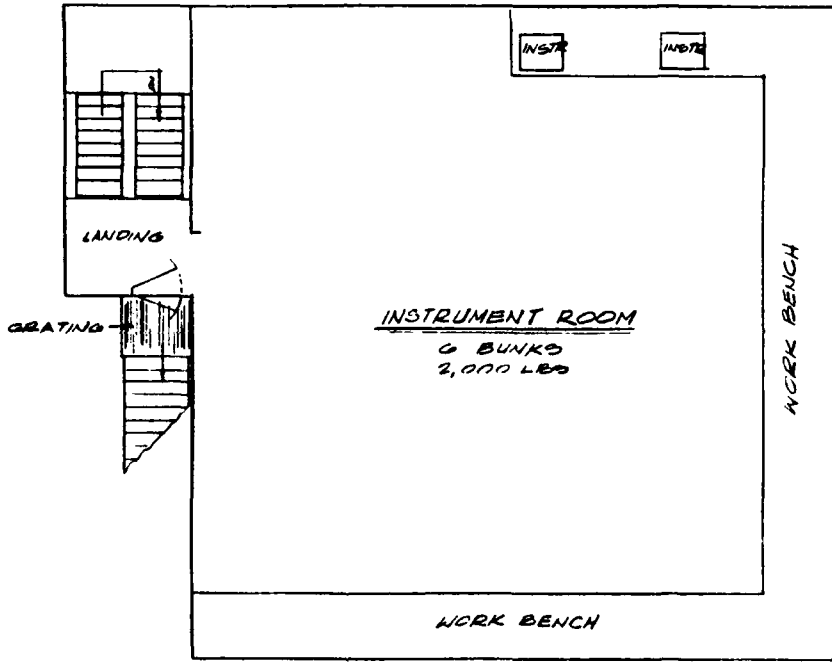 INSTR
INSTR
LANDING
GRATING
INSTRUMENT ROOM
6 BUNKS
2,000 LBS
WORK BENCH
WORK BENCH